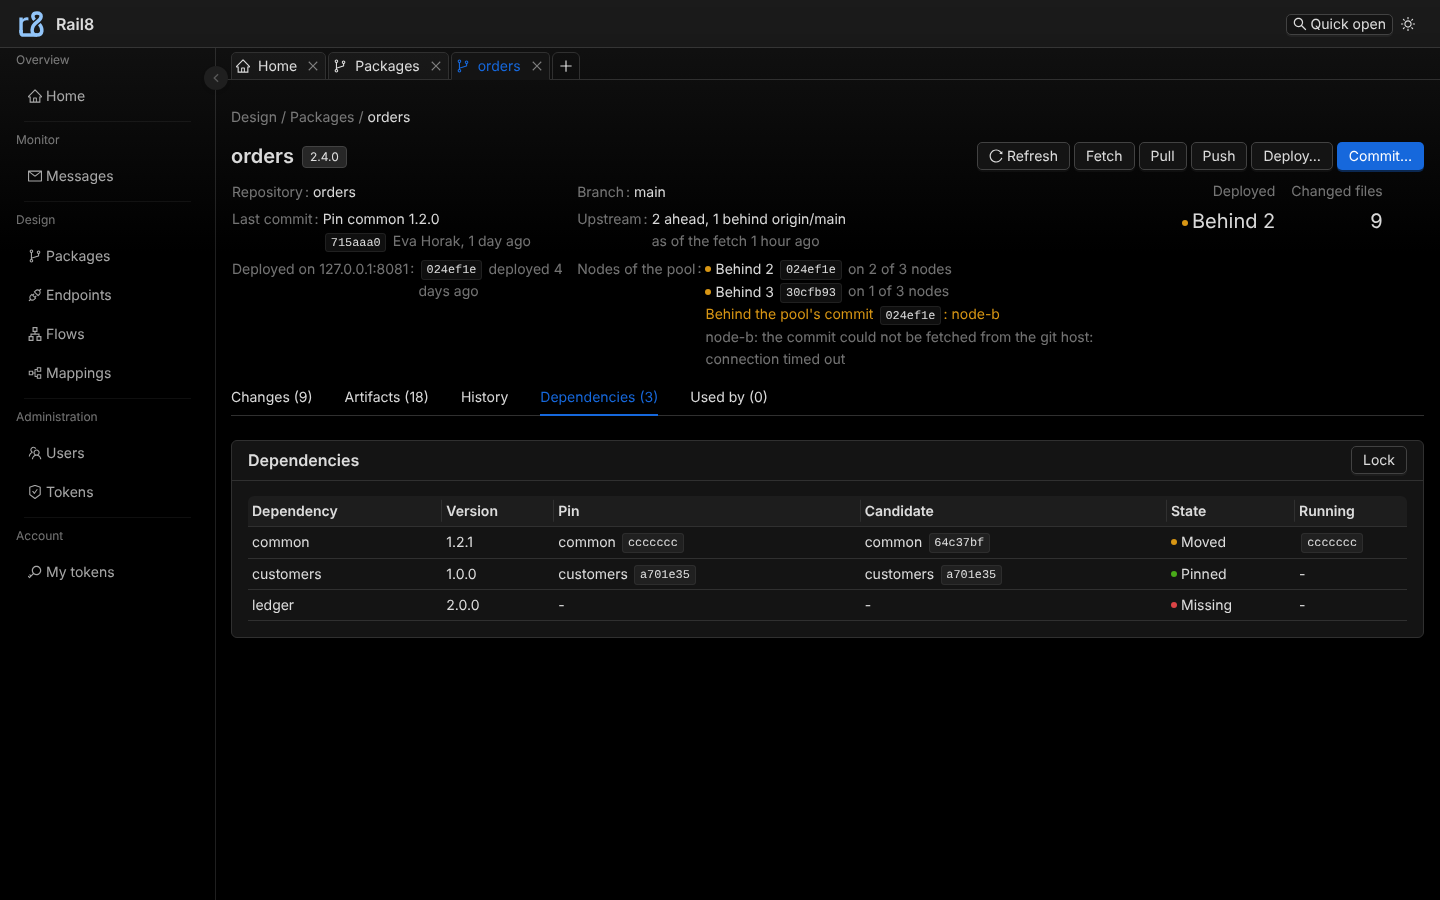 Rail8
Quick open
Overview
Home
Monitor
Messages
Design
Packages
Endpoints
Flows
Mappings
Administration
Users
Tokens
Account
My tokens
Home
Packages
orders
Design / Packages / orders
orders 2.4.0
Refresh
Fetch
Pull
Push
Deploy...
Commit...
Repository: orders
Branch: main
Deployed
Behind 2
Changed files
9
Last commit: Pin common 1.2.0
715aaa0 Eva Horak, 1 day ago
Upstream: 2 ahead, 1 behind origin/main
as of the fetch 1 hour ago
Deployed on 127.0.0.1:8081: 024ef1e deployed 4
days ago
Nodes of the pool: Behind 2 024ef1e on 2 of 3 nodes
Behind 3 30cfb93 on 1 of 3 nodes
Behind the pool's commit 024ef1e: node-b
node-b: the commit could not be fetched from the git host:
connection timed out
Changes (9)
Artifacts (18)
History
Dependencies (3)
Used by (0)
Dependencies
Lock
Dependency Version Pin Candidate State Running
common 1.2.1 common ccccccc common 64c37bf Moved ccccccc
customers 1.0.0 customers a701e35 customers a701e35 Pinned -
ledger 2.0.0 - - Missing -